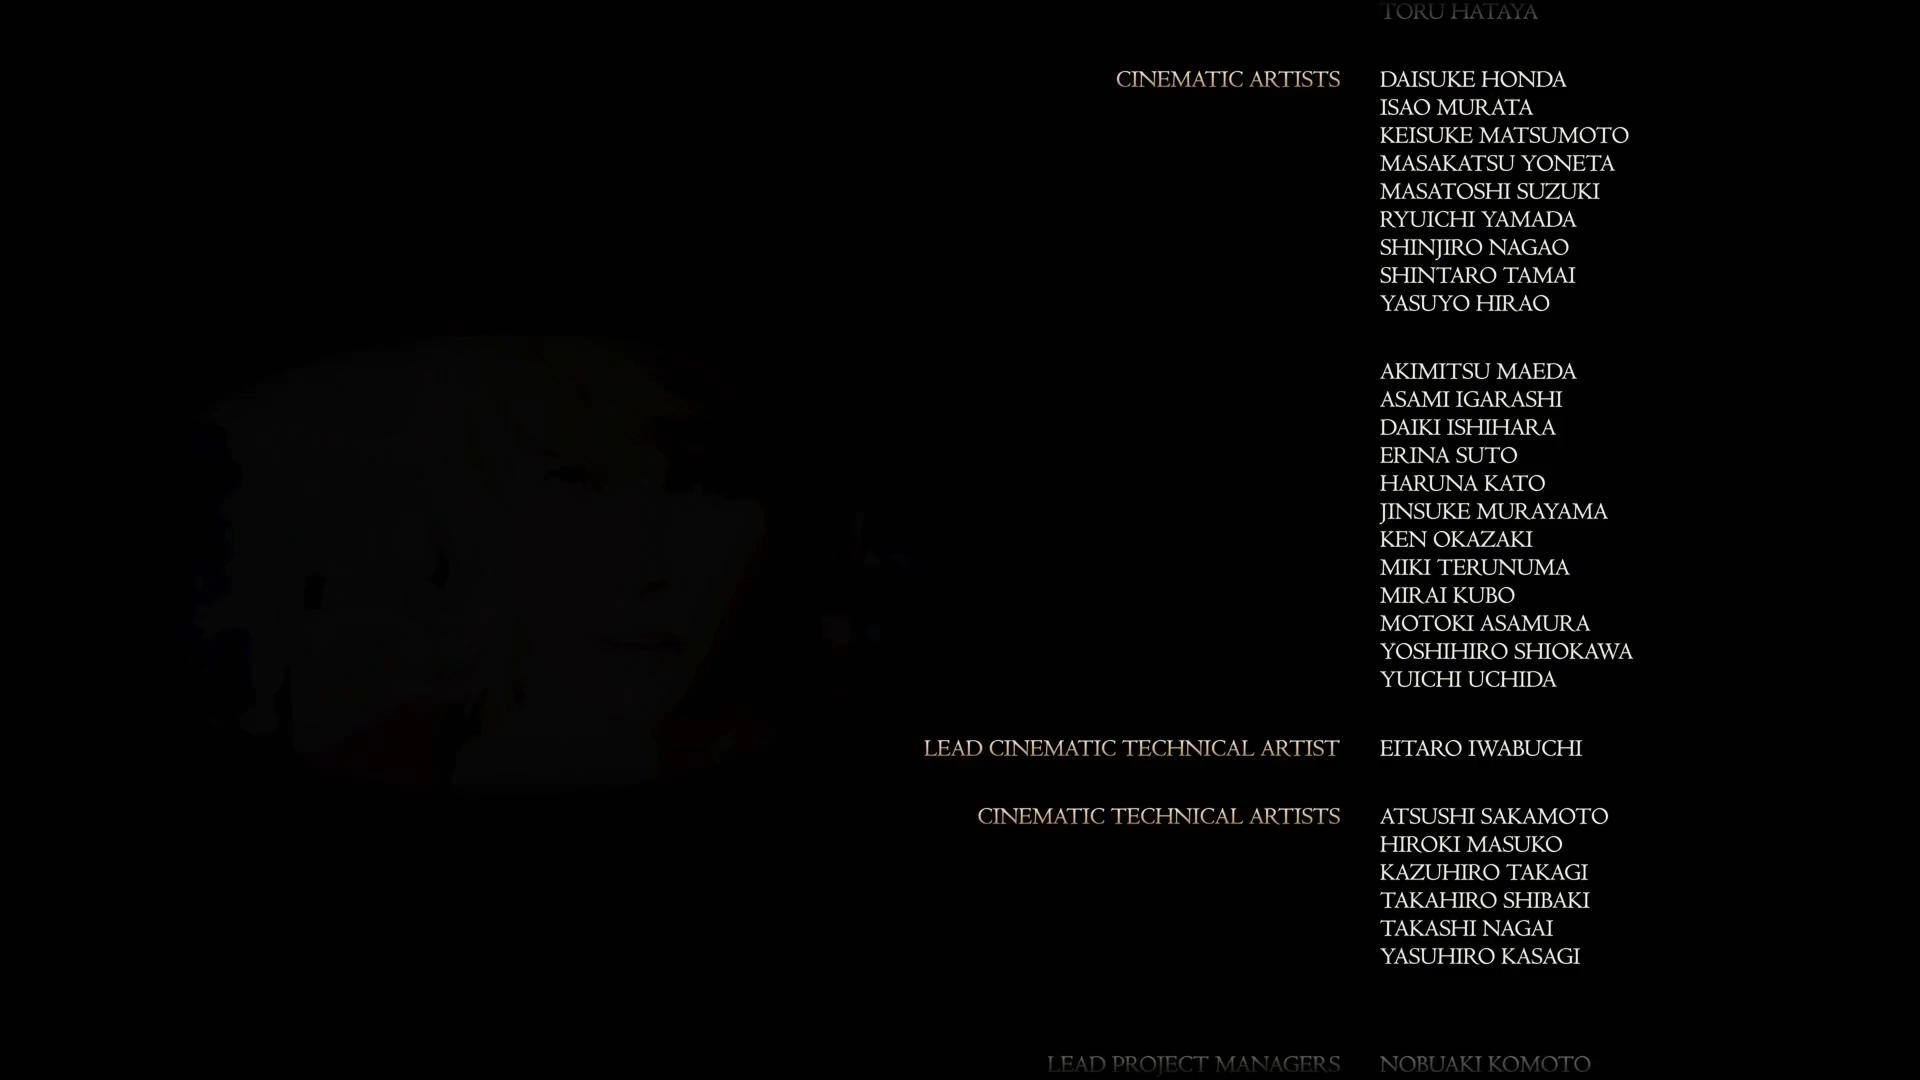 TORU HATAYA
CINEMATIC ARTISTS DAISUKE HONDA
ISAO MURATA
KEISUKE MATSUMOTO
MASAKATSU YONETA
MASATOSHI SUZUKI
RYUICHI YAMADA
SHINJIRO NAGAO
SHINTARO TAMAI
YASUYO HIRAO
AKIMITSU MAEDA
ASAMI IGARASHI
DAIKI ISHIHARA
ERINA SUTO
HARUNA KATO
JINSUKE MURAYAMA
KEN OKAZAKI
MIKI TERUNUMA
MIRAI KUBO
MOTOKI ASAMURA
YOSHIHIRO SHIOKAWA
YUICHI UCHIDA
LEAD CINEMATIC TECHNICAL ARTIST EITARO IWABUCHI
CINEMATIC TECHNICAL ARTISTS ATSUSHI SAKAMOTO
HIROKI MASUKO
KAZUHIRO TAKAGI
TAKAHIRO SHIBAKI
TAKASHI NAGAI
YASUHIRO KASAGI
LEAD PROJECT MANAGERS NOBUAKI KOMOTO